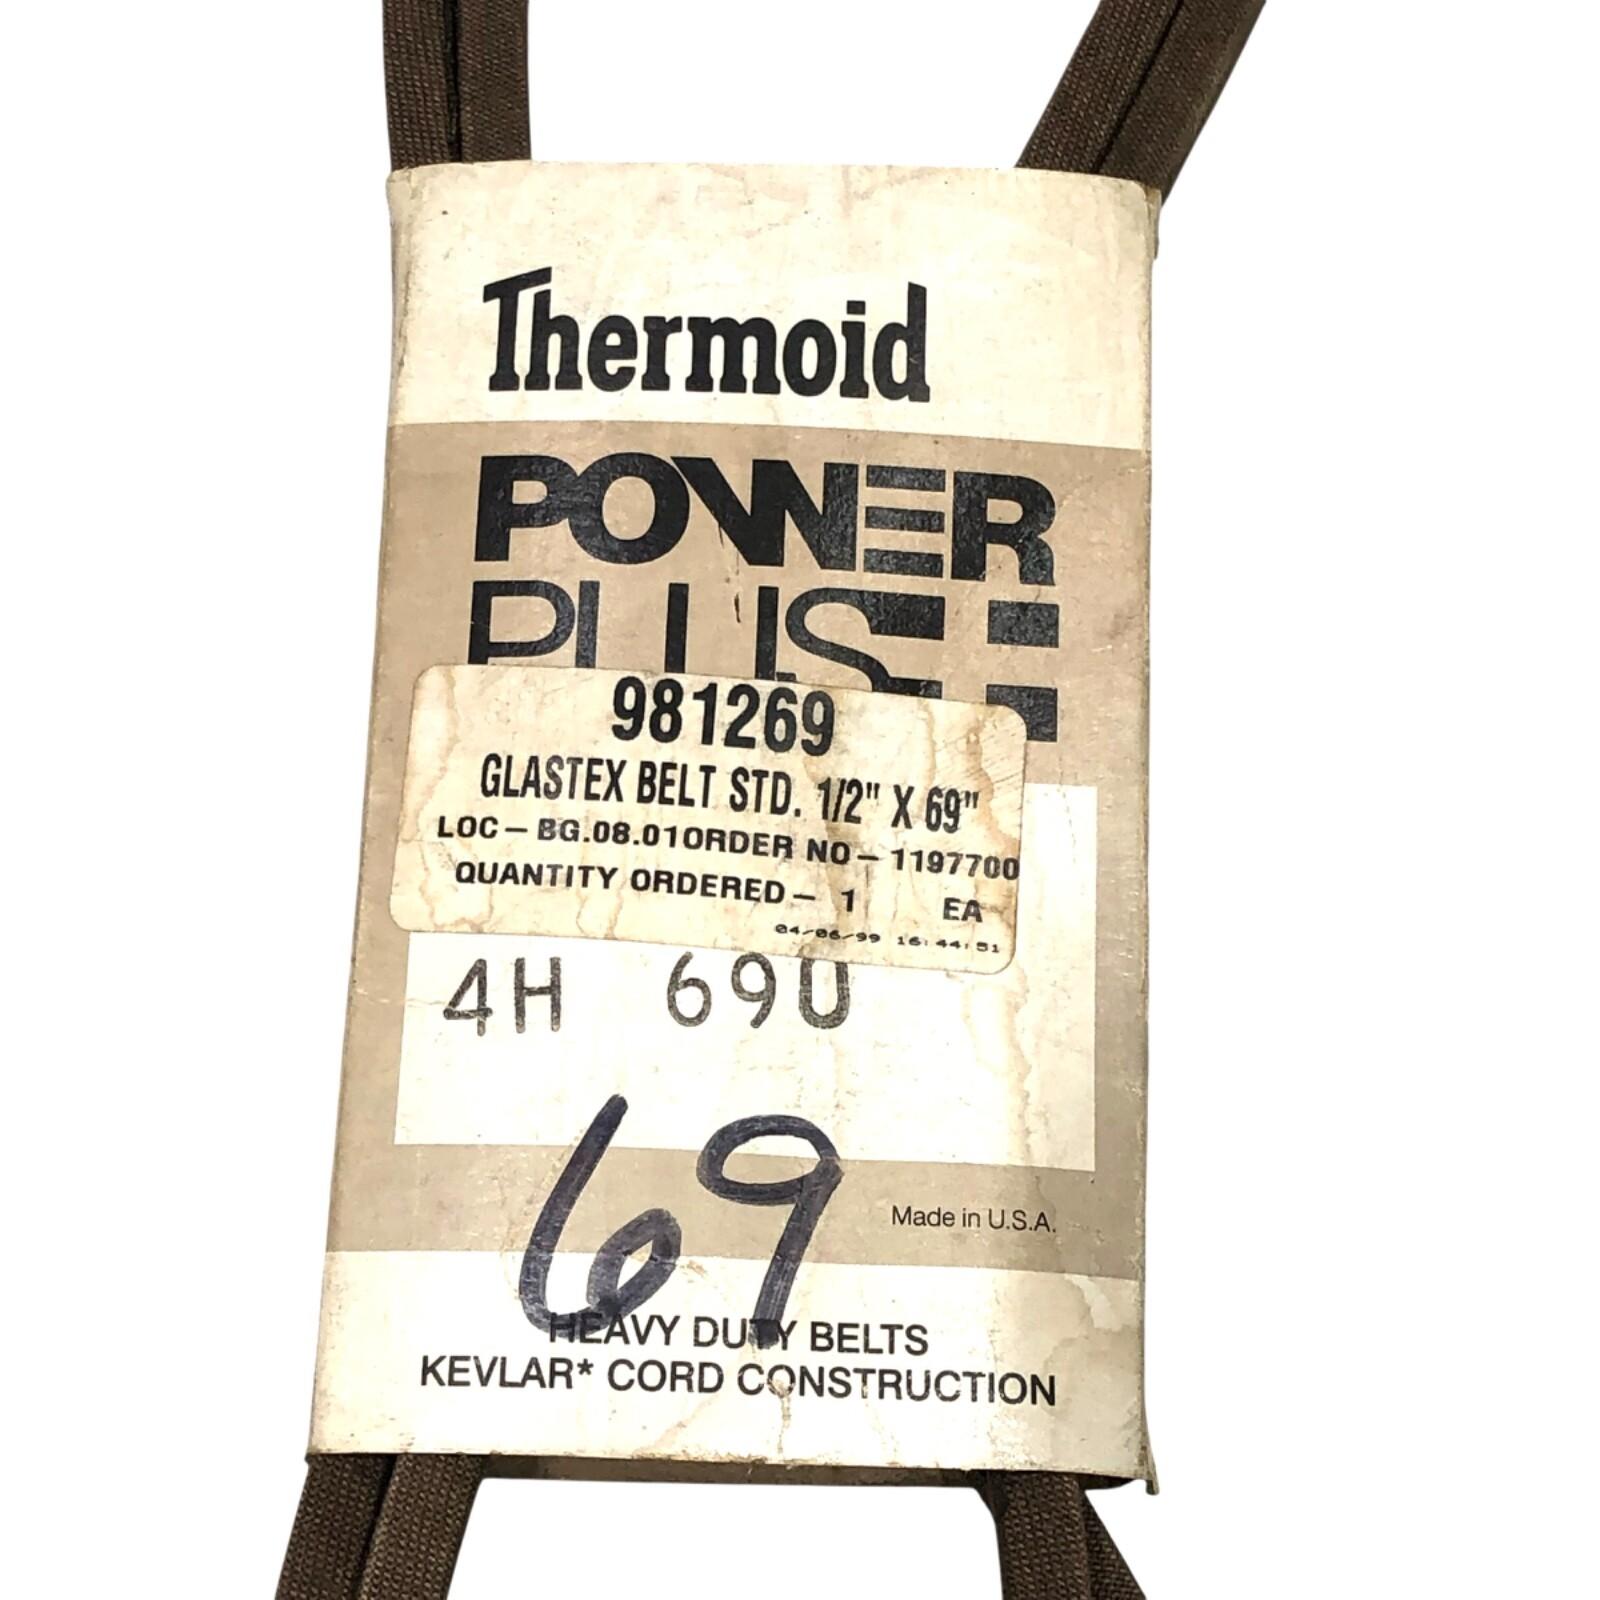 Thermoid
POWER
PLUS
981269
GLASTEX BELT STD. 1/2" X 69"
LOC-BG.08.01ORDER NO-1197700
QUANTITY ORDERED- 1 EA
04/06/99 16:44:51
4H 690
69
Made in U.S.A.
HEAVY DUTY BELTS
KEVLAR* CORD CONSTRUCTION